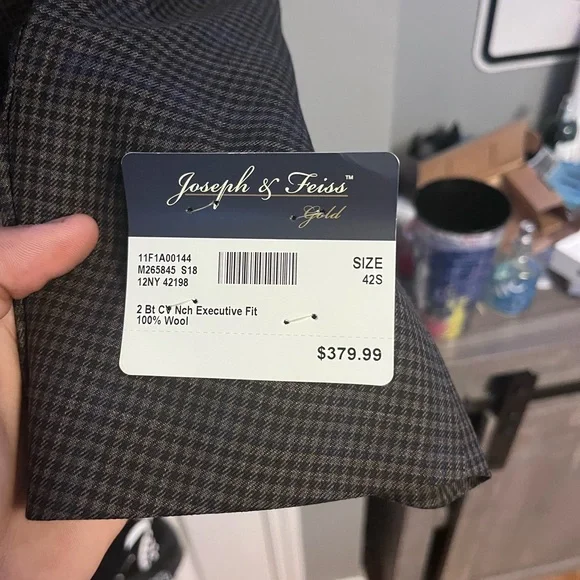 Joseph & Feiss™
Gold
11F1A00144
M265845 S18
12NY 42198
SIZE
42S
2 Bt CV Nch Executive Fit
100% Wool
$379.99